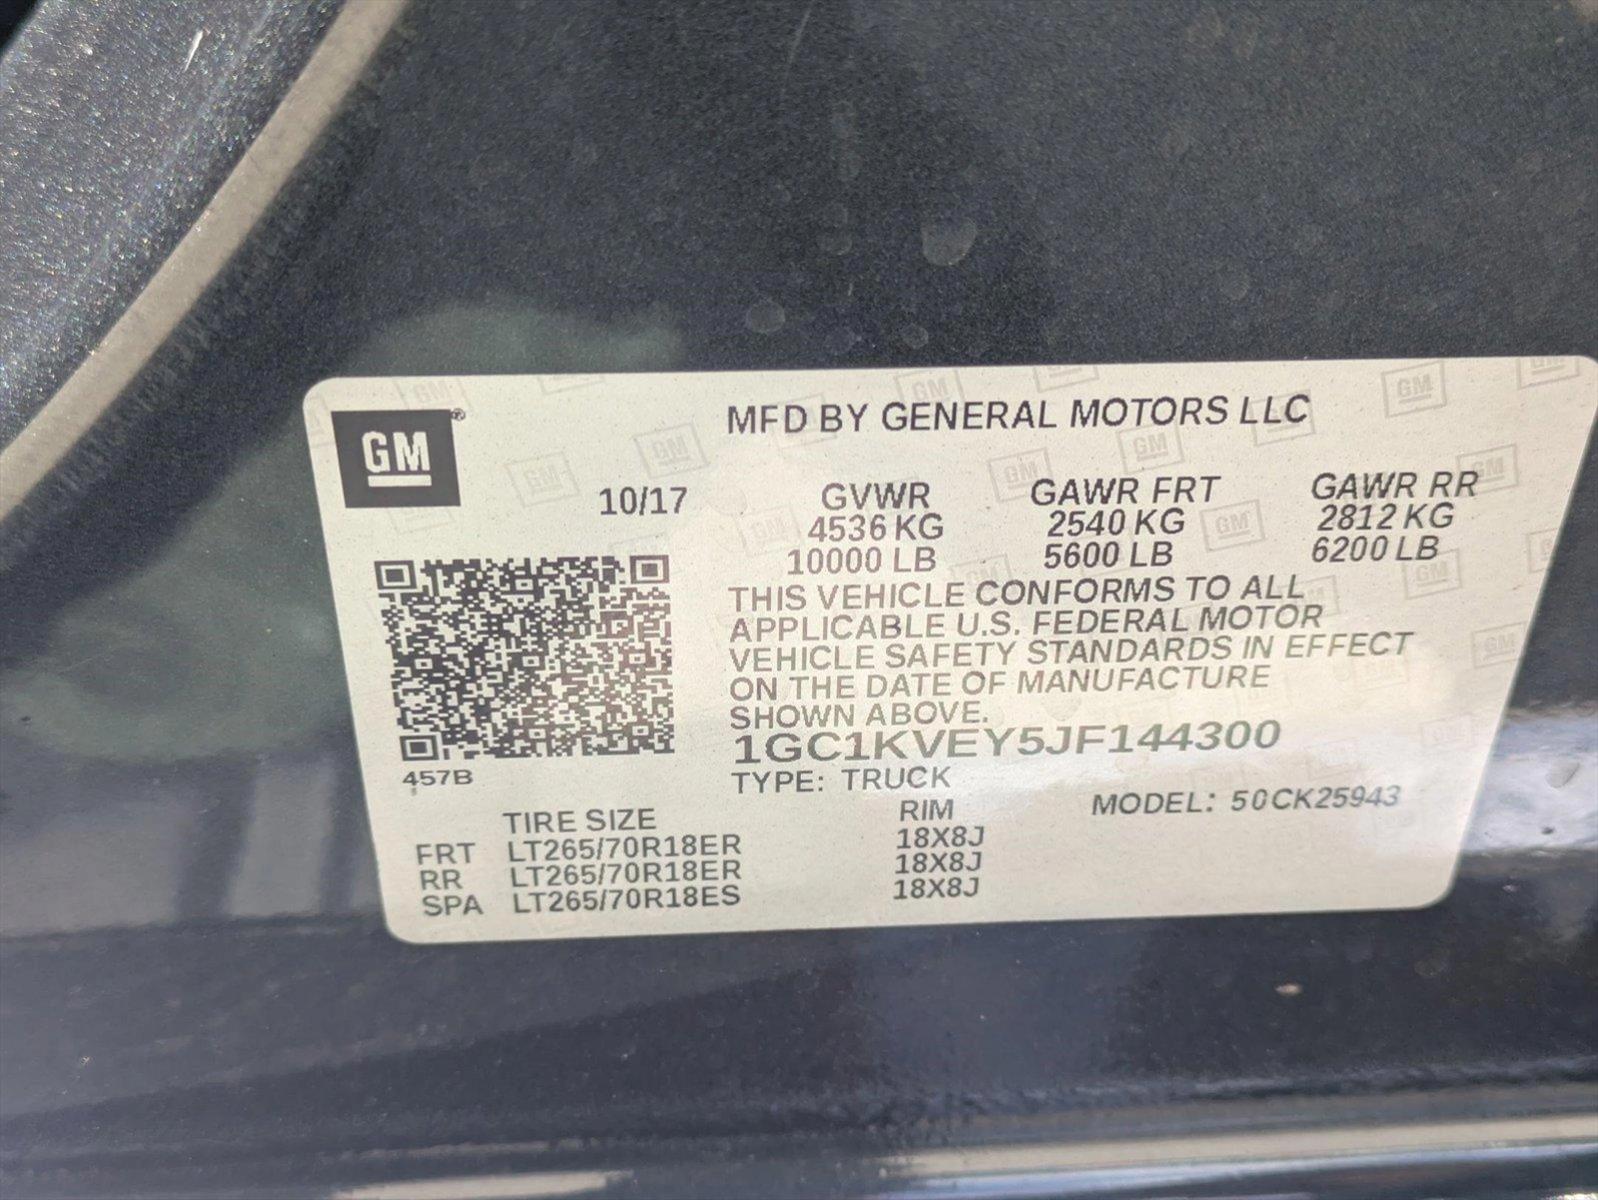 GM®
MFD BY GENERAL MOTORS LLC
10/17 GVWR GAWR FRT GAWR RR
4536 KG 2540 KG 2812 KG
10000 LB 5600 LB 6200 LB
THIS VEHICLE CONFORMS TO ALL
APPLICABLE U.S. FEDERAL MOTOR
VEHICLE SAFETY STANDARDS IN EFFECT
ON THE DATE OF MANUFACTURE
SHOWN ABOVE.
1GC1KVEY5JF144300
457B TYPE: TRUCK
TIRE SIZE RIM MODEL: 50CK25943
FRT LT265/70R18ER 18X8J
RR LT265/70R18ER 18X8J
SPA LT265/70R18ES 18X8J